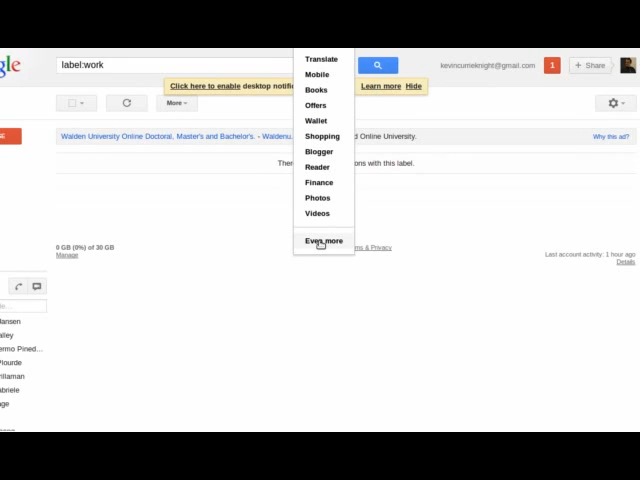 Translate
gle
label:work
kevincurrieknight@gmail.com
1
+ Share
Mobile
Click here to enable desktop notific
Learn more Hide
Books
More
Offers
Wallet
Walden University Online Doctoral, Master's and Bachelor's. - Waldenu.
d Online University.
Why this ad?
Shopping
Blogger
Ther
ons with this label.
Reader
Finance
Photos
Videos
Even more
0 GB (0%) of 30 GB
Manage
ms & Privacy
Last account activity: 1 hour ago
Details
le...
Hansen
alley
ermo Pined...
Plourde
rillaman
abriele
age